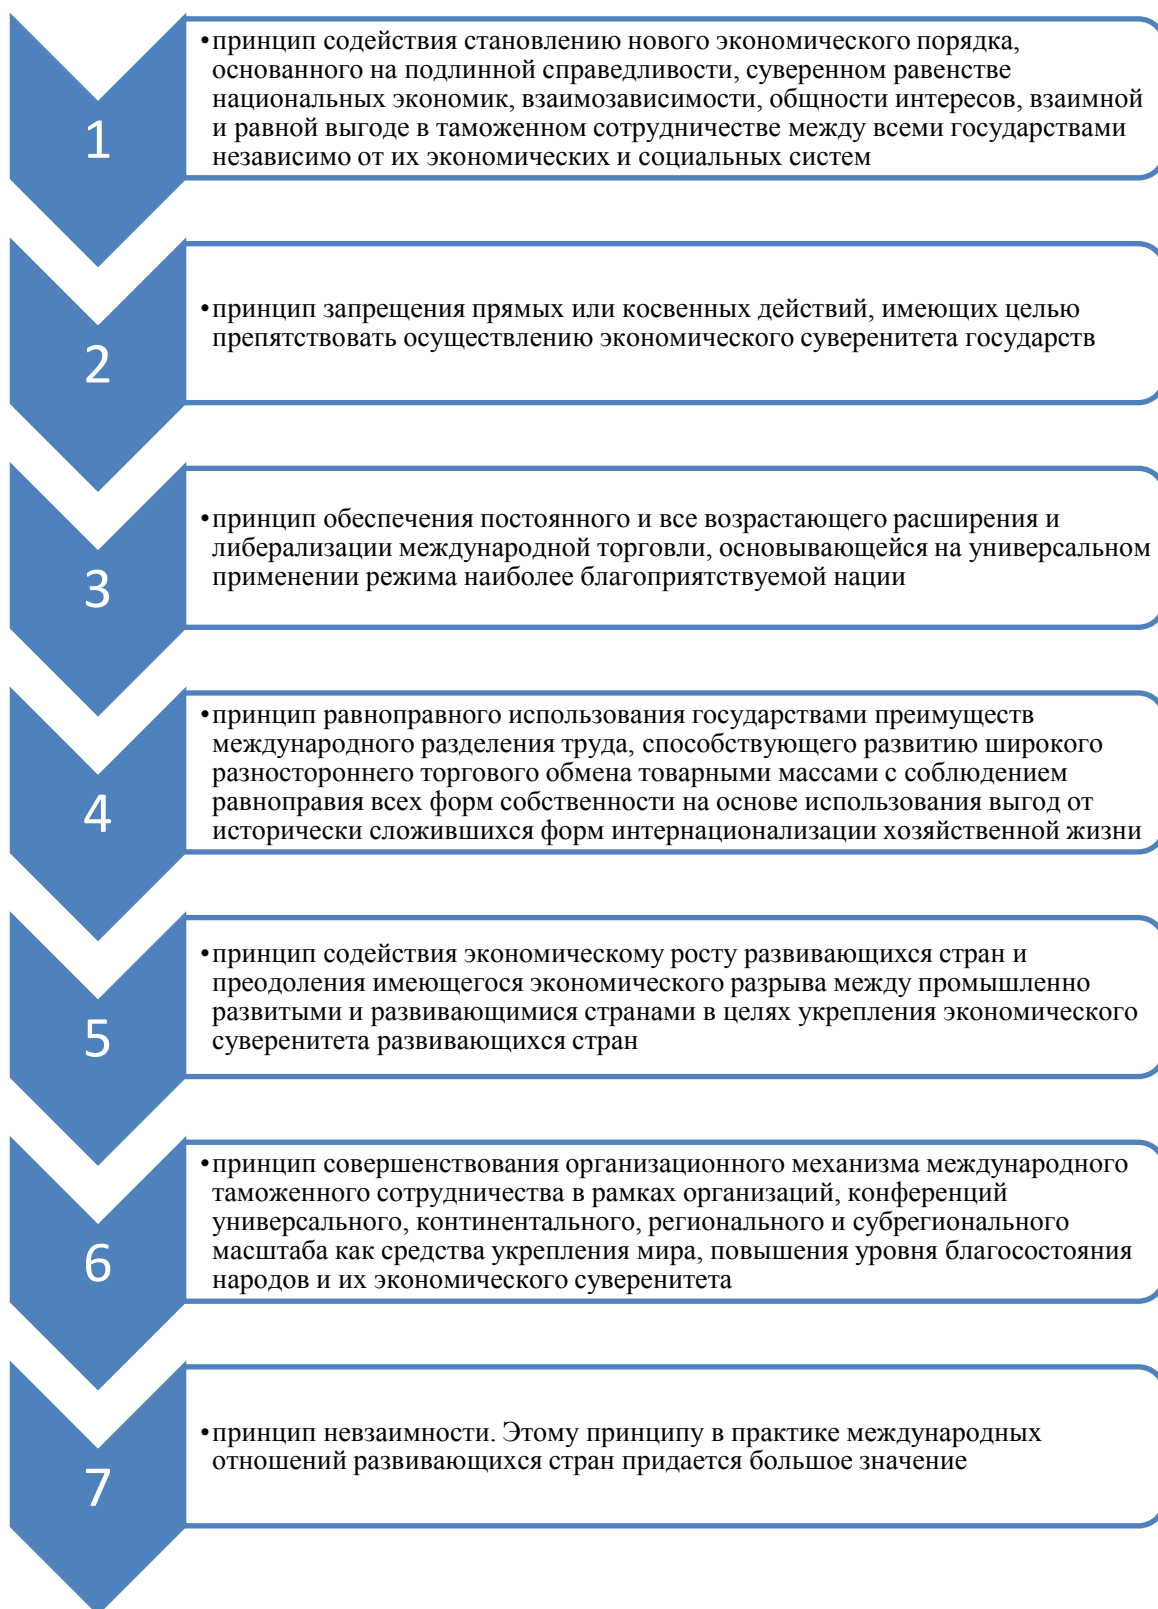 1
•принцип содействия становлению нового экономического порядка,
основанного на подлинной справедливости, суверенном равенстве
национальных экономик, взаимозависимости, общности интересов, взаимной
и равной выгоде в таможенном сотрудничестве между всеми государствами
независимо от их экономических и социальных систем
2
•принцип запрещения прямых или косвенных действий, имеющих целью
препятствовать осуществлению экономического суверенитета государств
3
•принцип обеспечения постоянного и все возрастающего расширения и
либерализации международной торговли, основывающейся на универсальном
применении режима наиболее благоприятствуемой нации
4
•принцип равноправного использования государствами преимуществ
международного разделения труда, способствующего развитию широкого
разностороннего торгового обмена товарными массами с соблюдением
равноправия всех форм собственности на основе использования выгод от
исторически сложившихся форм интернационализации хозяйственной жизни
5
•принцип содействия экономическому росту развивающихся стран и
преодоления имеющегося экономического разрыва между промышленно
развитыми и развивающимися странами в целях укрепления экономического
суверенитета развивающихся стран
6
•принцип совершенствования организационного механизма международного
таможенного сотрудничества в рамках организаций, конференций
универсального, континентального, регионального и субрегионального
масштаба как средства укрепления мира, повышения уровня благосостояния
народов и их экономического суверенитета
7
•принцип невзаимности. Этому принципу в практике международных
отношений развивающихся стран придается большое значение